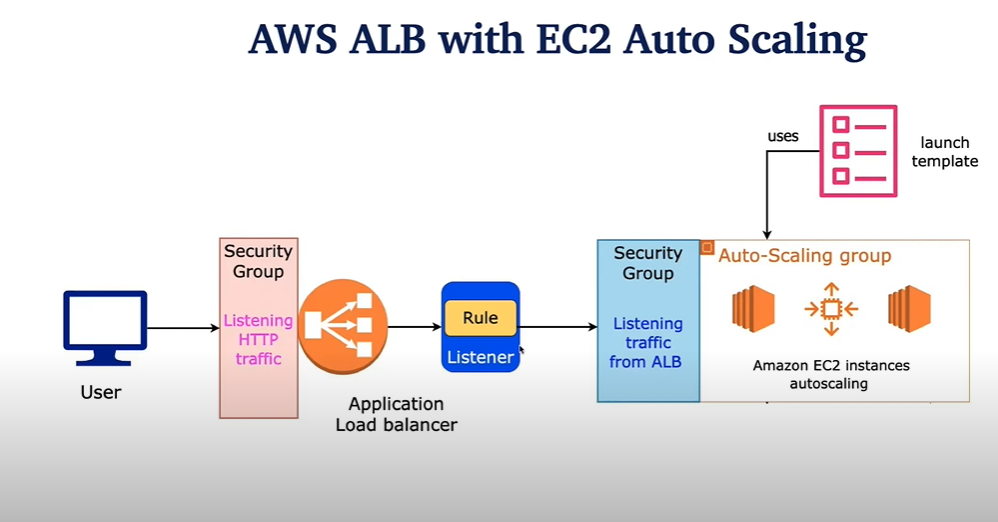 AWS ALB with EC2 Auto Scaling
uses
launch
template
Security
Group
Listening
HTTP
traffic
User
Application
Load balancer
Rule
Listener
Security
Group
Listening
traffic
from ALB
Auto-Scaling group
Amazon EC2 instances
autoscaling